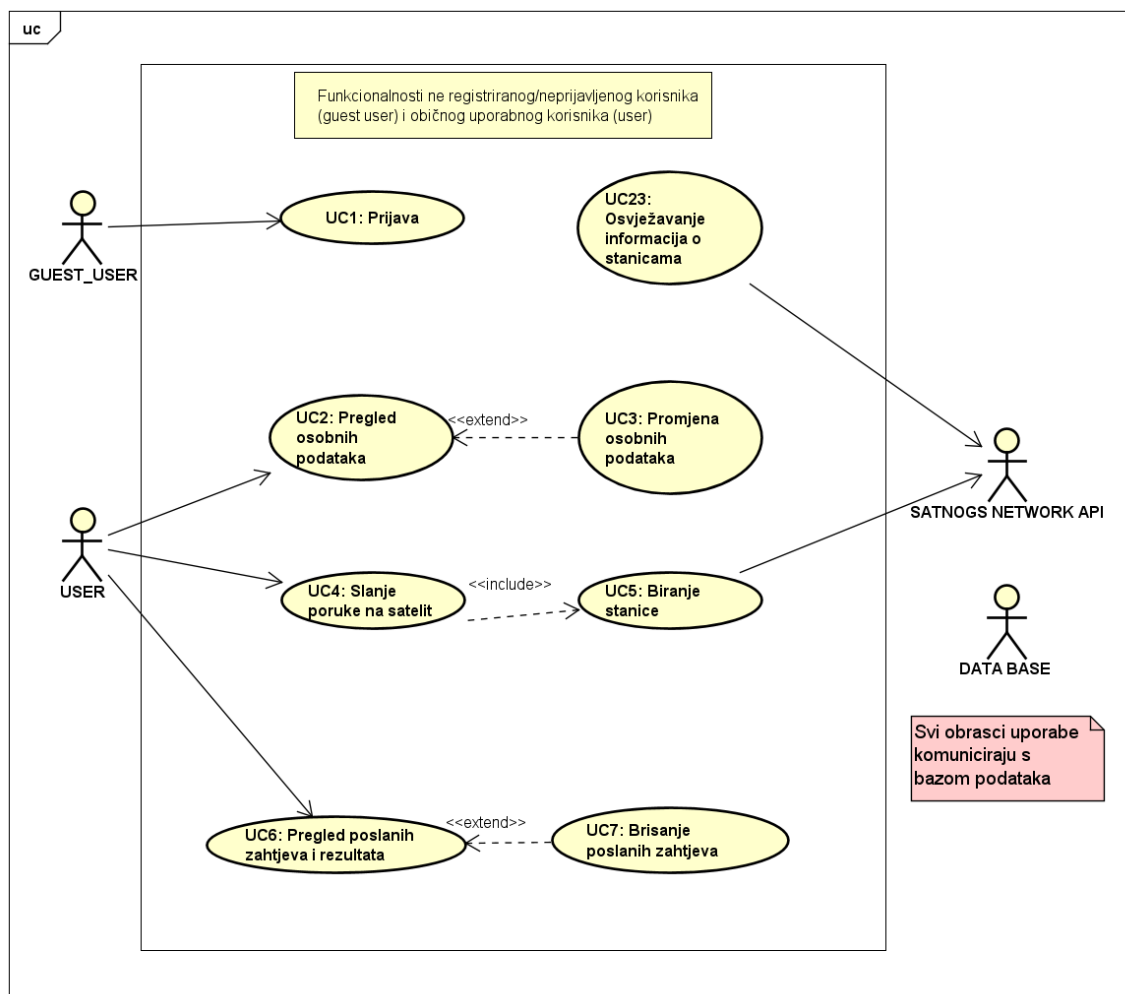 uc
Funkcionalnosti ne registriranog/neprijavljenog korisnika
(guest user) i običnog uporabnog korisnika (user)
UC1: Prijava
UC23:
Osvježavanje
informacija o
stanicama
GUEST_USER
UC2: Pregled
osobnih
podataka
<<extend>>
UC3: Promjena
osobnih
podataka
SATNOGS NETWORK API
USER
UC4: Slanje
poruke na satelit
<<include>>
UC5: Biranje
stanice
DATA BASE
Svi obrasci uporabe
komuniciraju s
bazom podataka
UC6: Pregled poslanih
zahtjeva i rezultata
<<extend>>
UC7: Brisanje
poslanih zahtjeva